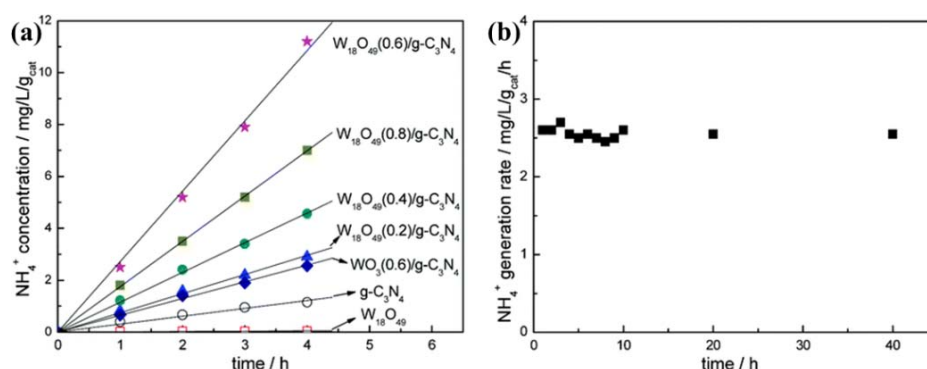 (a)
NH₄⁺ concentration / mg/L/g_cat
12
10
8
6
4
2
0
W₁₈O₄₉(0.6)/g-C₃N₄
W₁₈O₄₉(0.8)/g-C₃N₄
W₁₈O₄₉(0.4)/g-C₃N₄
W₁₈O₄₉(0.2)/g-C₃N₄
WO₃(0.6)/g-C₃N₄
g-C₃N₄
W₁₈O₄₉
0 1 2 3 4 5 6
time / h
(b)
NH₄⁺ generation rate / mg/L/g_cat/h
4
3
2
1
0
0 10 20 30 40
time / h